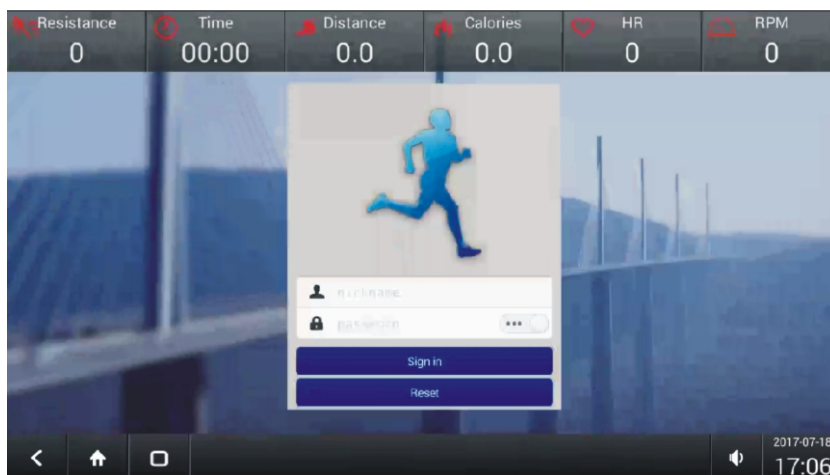 Resistance Time Distance Calories HR RPM
0 00:00 0.0 0.0 0 0
nickname
password
Sign in
Reset
2017-07-18
17:06